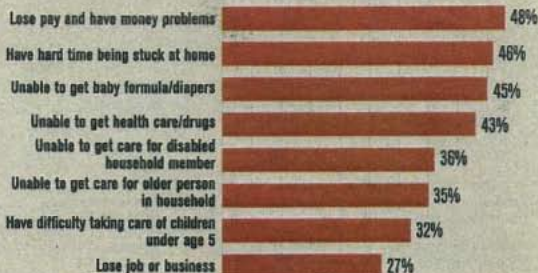 Lose pay and have money problems 48%
Have hard time being stuck at home 46%
Unable to get baby formula/diapers 45%
Unable to get health care/drugs 43%
Unable to get care for disabled
household member 36%
Unable to get care for older person
in household 35%
Have difficulty taking care of children
under age 5 32%
Lose job or business 27%